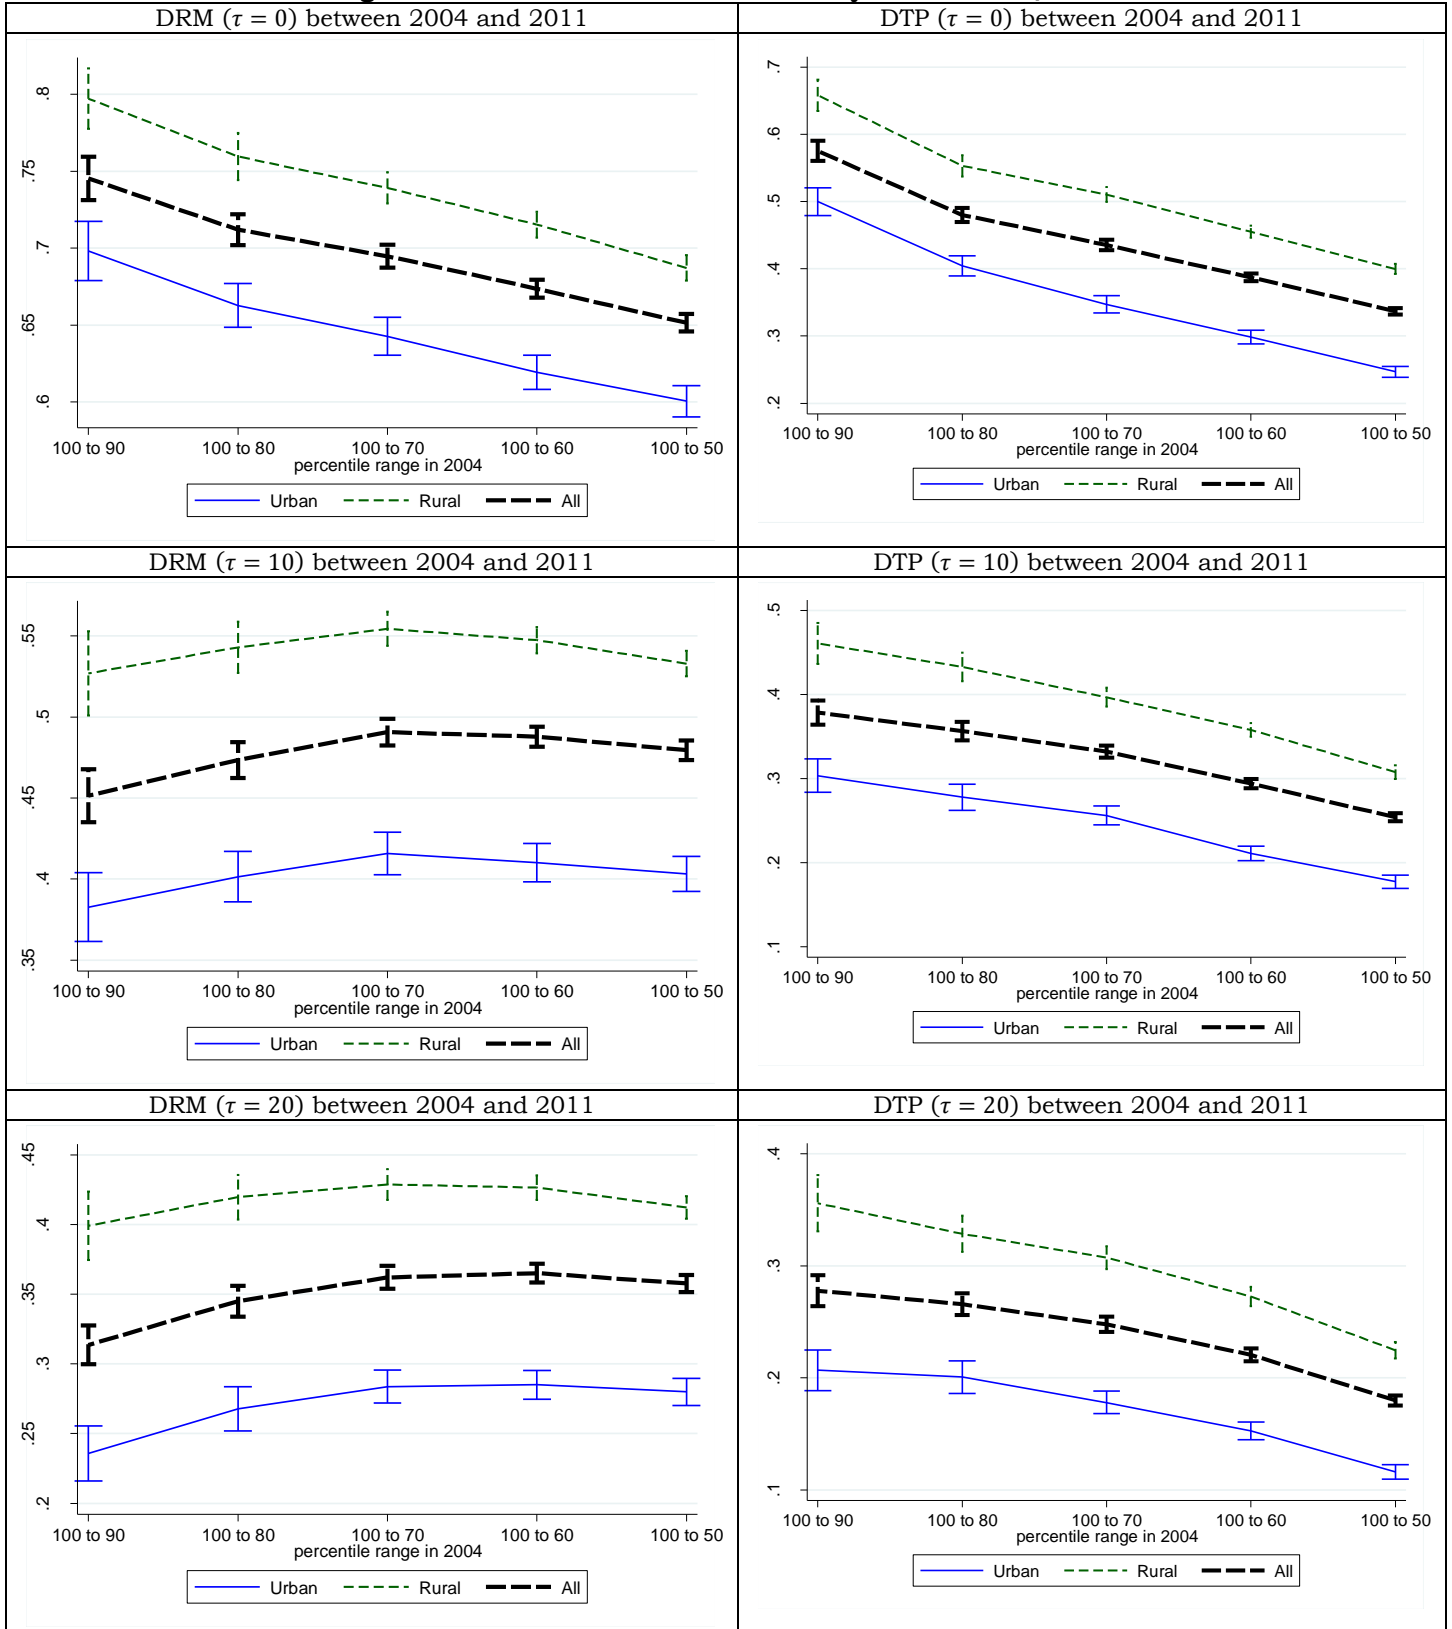 DRM (τ = 0) between 2004 and 2011
.8
.75
.7
.65
.6
100 to 90 100 to 80 100 to 70 100 to 60 100 to 50
percentile range in 2004
Urban Rural All
DTP (τ = 0) between 2004 and 2011
.7
.6
.5
.4
.3
.2
100 to 90 100 to 80 100 to 70 100 to 60 100 to 50
percentile range in 2004
Urban Rural All
DRM (τ = 10) between 2004 and 2011
.55
.5
.45
.4
.35
100 to 90 100 to 80 100 to 70 100 to 60 100 to 50
percentile range in 2004
Urban Rural All
DTP (τ = 10) between 2004 and 2011
.5
.4
.3
.2
.1
100 to 90 100 to 80 100 to 70 100 to 60 100 to 50
percentile range in 2004
Urban Rural All
DRM (τ = 20) between 2004 and 2011
.45
.4
.35
.3
.25
.2
100 to 90 100 to 80 100 to 70 100 to 60 100 to 50
percentile range in 2004
Urban Rural All
DTP (τ = 20) between 2004 and 2011
.4
.3
.2
.1
100 to 90 100 to 80 100 to 70 100 to 60 100 to 50
percentile range in 2004
Urban Rural All